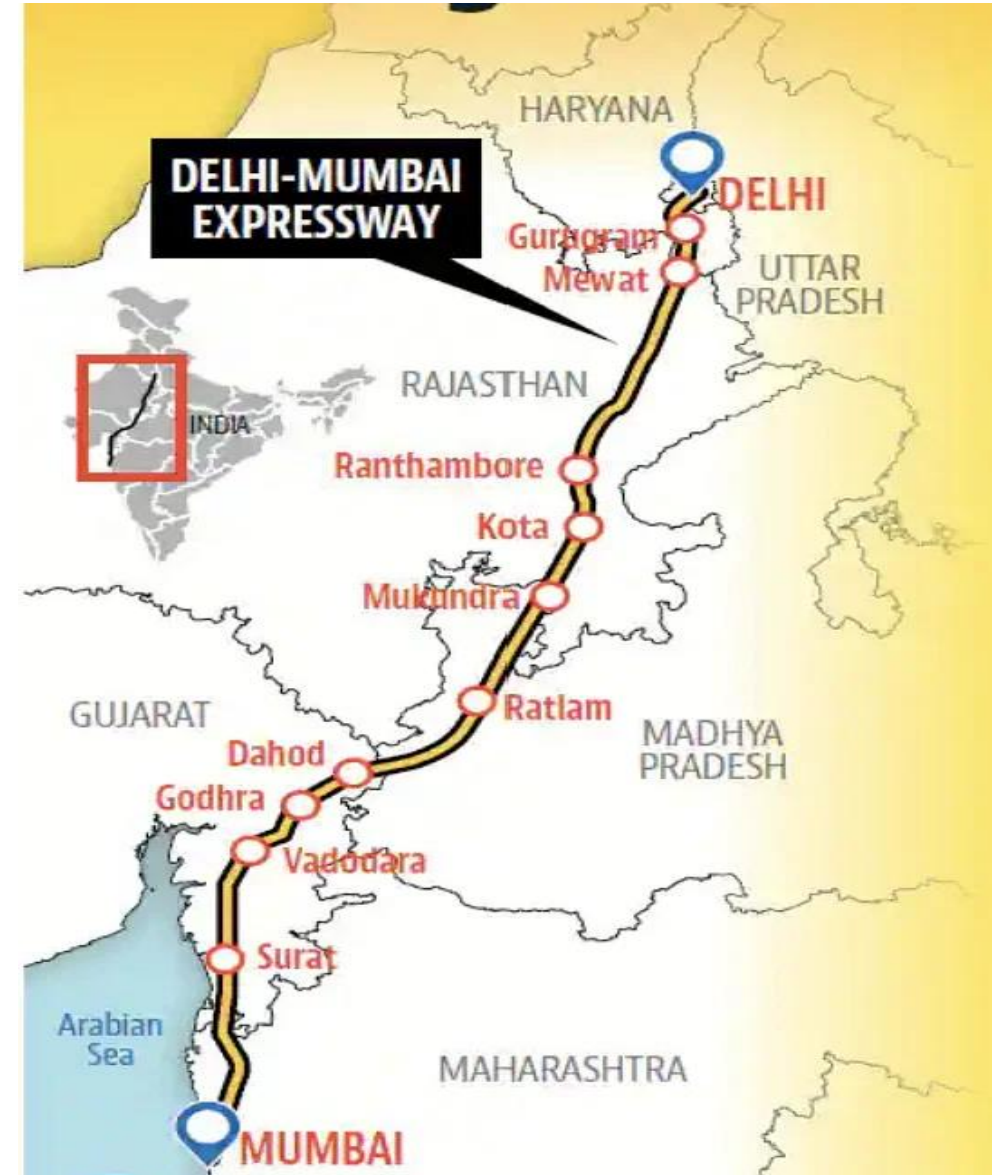 HARYANA
DELHI-MUMBAI
EXPRESSWAY
DELHI
Gurugram
Mewat
UTTAR
PRADESH
RAJASTHAN
INDIA
Ranthambore
Kota
Mukundra
Ratlam
GUJARAT
MADHYA
PRADESH
Dahod
Godhra
Vadodara
Surat
Arabian
Sea
MAHARASHTRA
MUMBAI